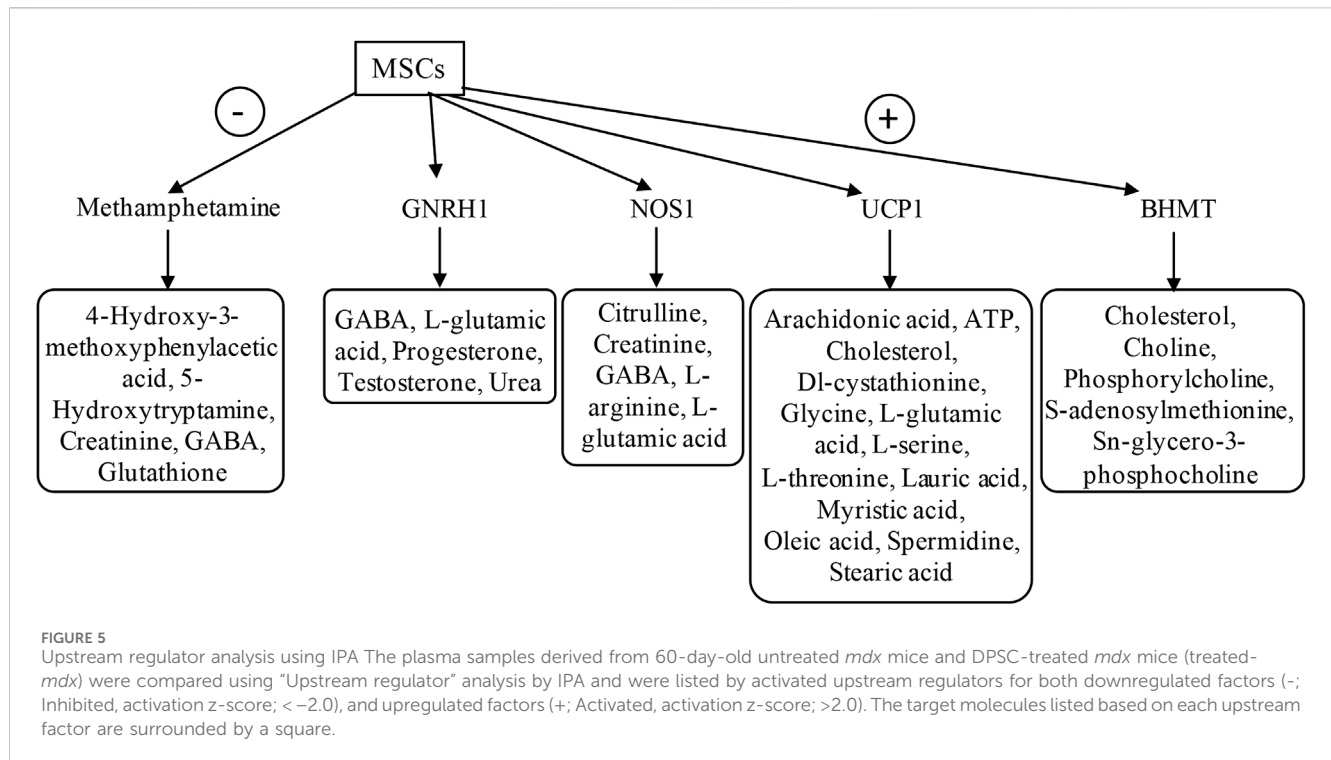 MSCs
-
+
Methamphetamine
GNRH1
NOS1
UCP1
BHMT
4-Hydroxy-3-
methoxyphenylacetic
acid, 5-
Hydroxytryptamine,
Creatinine, GABA,
Glutathione
GABA, L-glutamic
acid, Progesterone,
Testosterone, Urea
Citrulline,
Creatinine,
GABA, L-
arginine, L-
glutamic acid
Arachidonic acid, ATP,
Cholesterol,
Dl-cystathionine,
Glycine, L-glutamic
acid, L-serine,
L-threonine, Lauric acid,
Myristic acid,
Oleic acid, Spermidine,
Stearic acid
Cholesterol,
Choline,
Phosphorylcholine,
S-adenosylmethionine,
Sn-glycero-3-
phosphocholine
FIGURE 5
Upstream regulator analysis using IPA The plasma samples derived from 60-day-old untreated mdx mice and DPSC-treated mdx mice (treated-
mdx) were compared using “Upstream regulator” analysis by IPA and were listed by activated upstream regulators for both downregulated factors (-;
Inhibited, activation z-score; < −2.0), and upregulated factors (+; Activated, activation z-score; >2.0). The target molecules listed based on each upstream
factor are surrounded by a square.